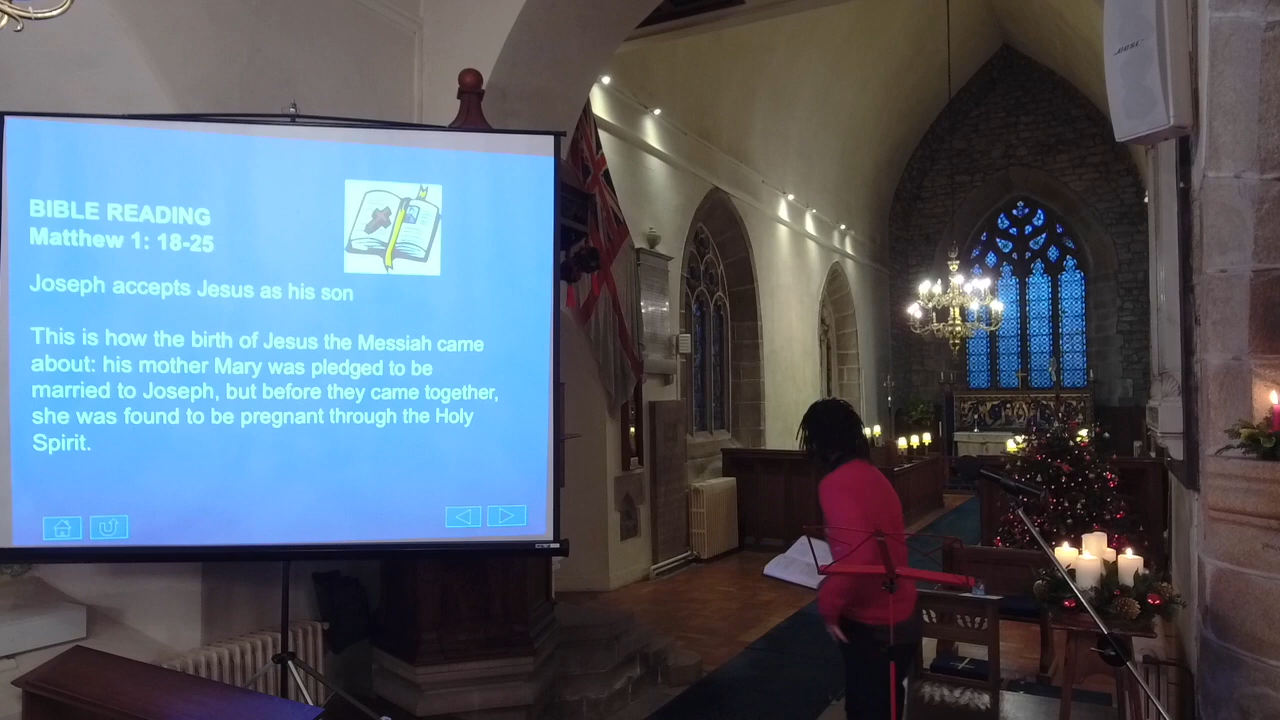 BIBLE READING
Matthew 1: 18-25
Joseph accepts Jesus as his son
This is how the birth of Jesus the Messiah came
about: his mother Mary was pledged to be
married to Joseph, but before they came together,
she was found to be pregnant through the Holy
Spirit.
BOSE